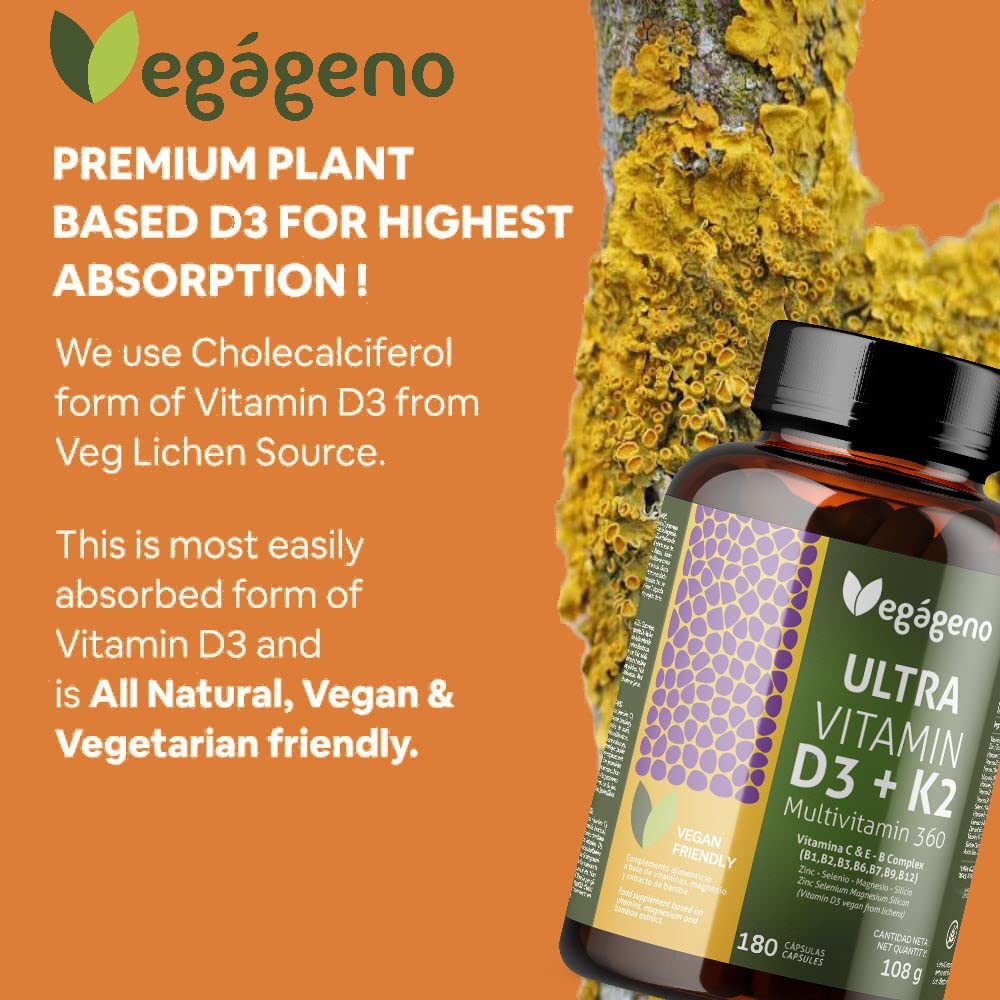 Vegágeno
PREMIUM PLANT
BASED D3 FOR HIGHEST
ABSORPTION !
We use Cholecalciferol
form of Vitamin D3 from
Veg Lichen Source.
This is most easily
absorbed form of
Vitamin D3 and
is All Natural, Vegan &
Vegetarian friendly.
Vegágeno
ULTRA
VITAMIN
D3 + K2
Multivitamin 360
Vitamina C & E - B Complex
(B1,B2,B3,B6,B7,B9,B12)
Zinc - Selenio - Magnesio - Silicio
Zinc Selenium Magnesium Silicon
(Vitamin D3 vegan from lichens)
VEGAN
FRIENDLY
Complemento alimenticio
a base de vitaminas, magnesio
y extracto de bambú
Food supplement based on
vitamins, magnesium and
bamboo extract.
180 CÁPSULAS
CAPSULES
CANTIDAD NETA
NET QUANTITY:
108 g